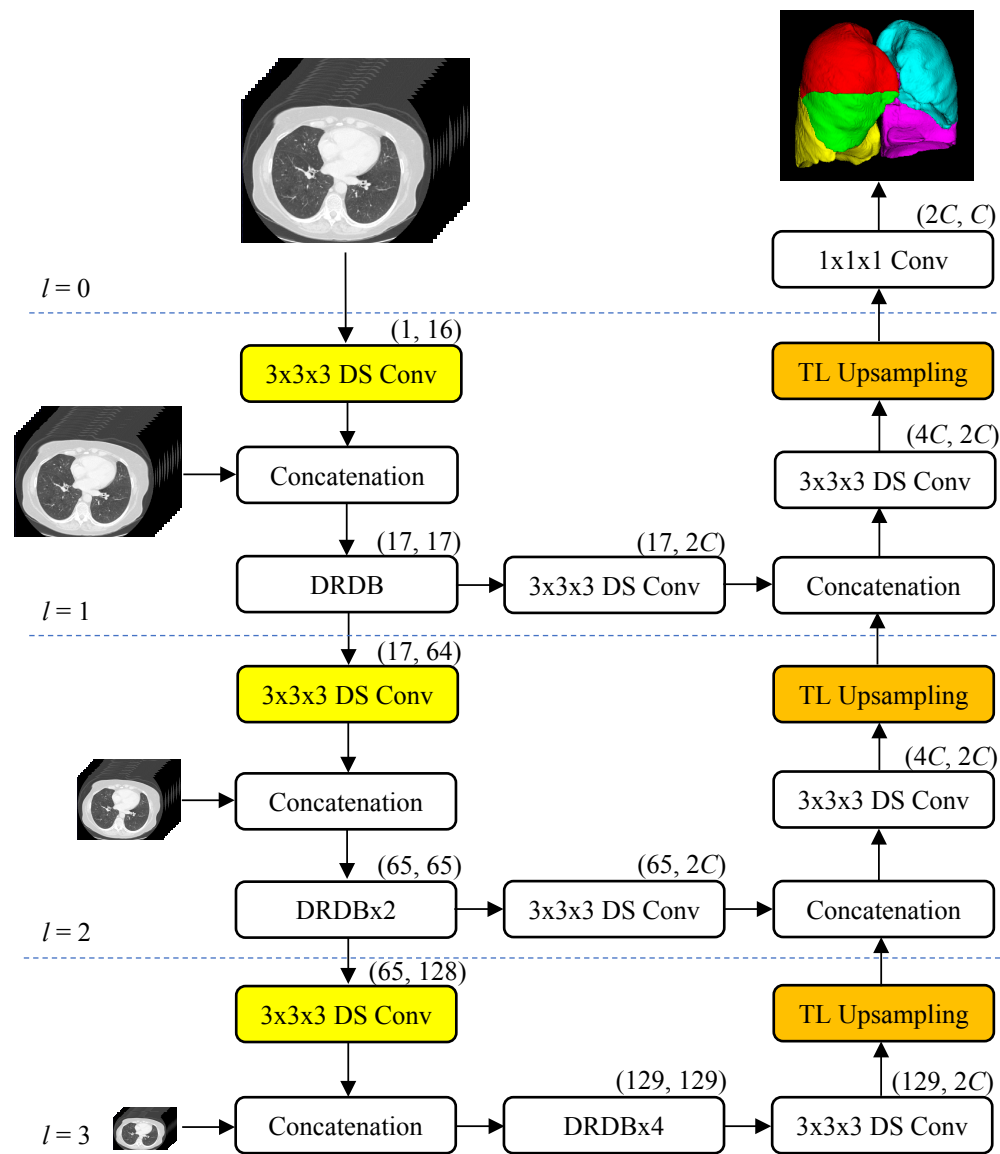 (2C, C)
1x1x1 Conv
l = 0
(1, 16)
3x3x3 DS Conv
TL Upsampling
(4C, 2C)
Concatenation
3x3x3 DS Conv
(17, 17)
(17, 2C)
DRDB
3x3x3 DS Conv
Concatenation
l = 1
(17, 64)
3x3x3 DS Conv
TL Upsampling
(4C, 2C)
Concatenation
3x3x3 DS Conv
(65, 65)
(65, 2C)
DRDBx2
3x3x3 DS Conv
Concatenation
l = 2
(65, 128)
3x3x3 DS Conv
TL Upsampling
(129, 129)
(129, 2C)
l = 3
Concatenation
DRDBx4
3x3x3 DS Conv